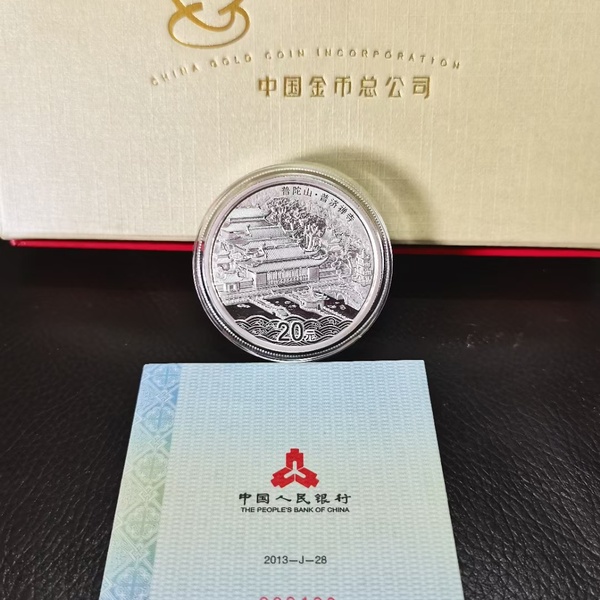 CHINA GOLD COIN INCORPORATION
中国金币总公司
普陀山·普济禅寺
20元
中国人民银行
THE PEOPLE'S BANK OF CHINA
2013—J—28